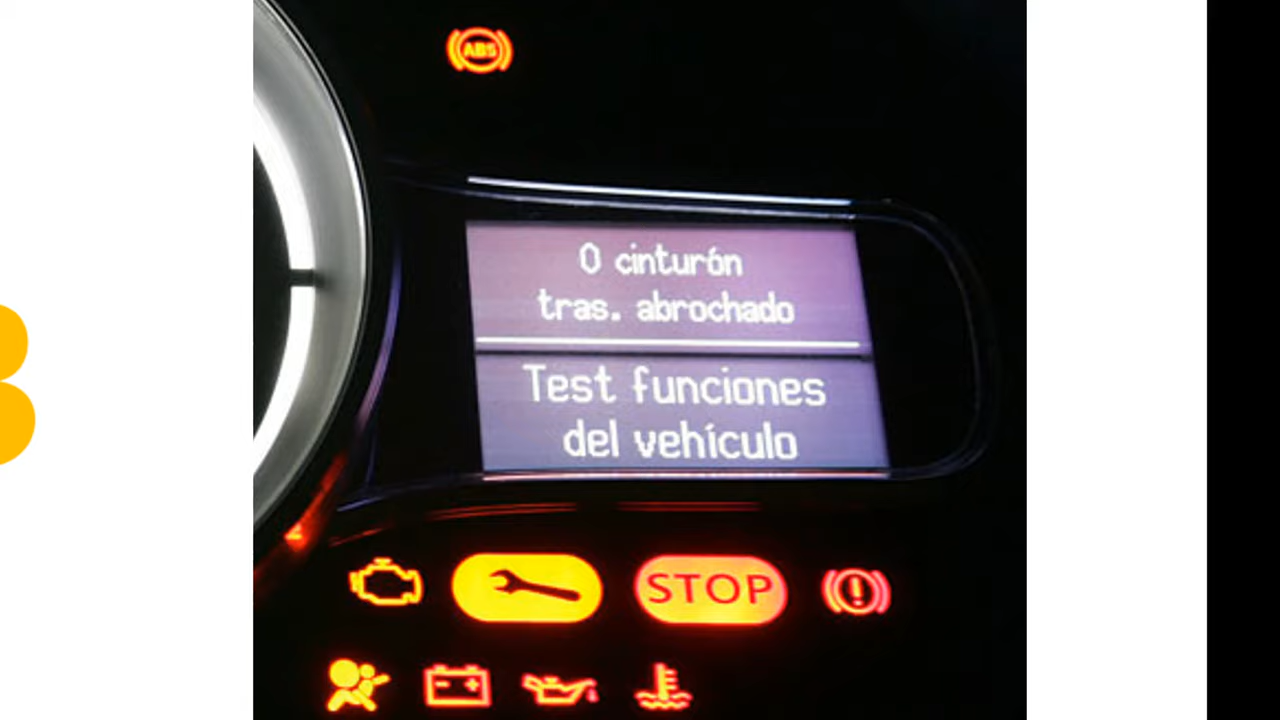 ABS
0 cinturón
tras. abrochado
Test funciones
del vehículo
STOP